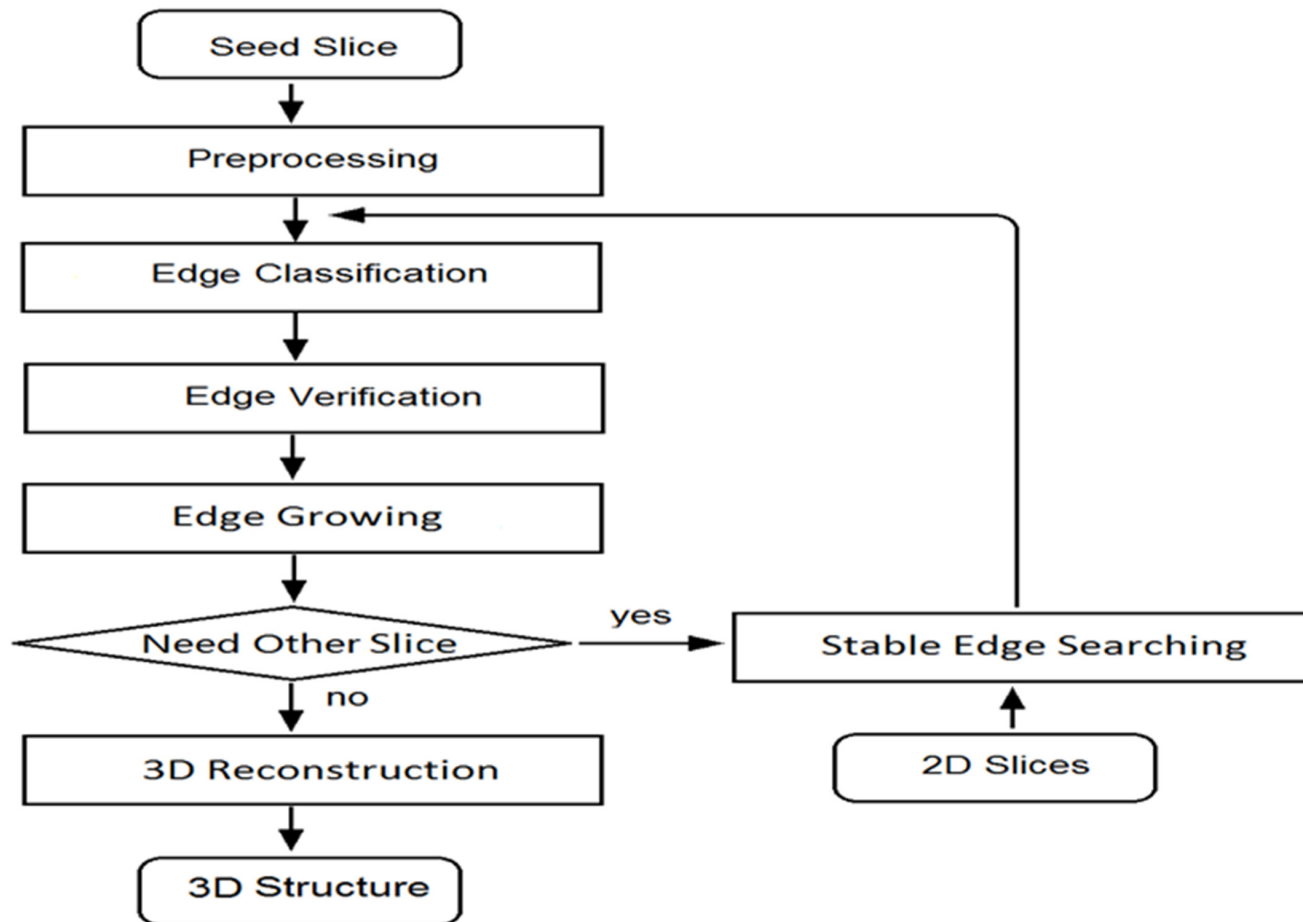 Seed Slice
Preprocessing
Edge Classification
Edge Verification
Edge Growing
Need Other Slice
yes
Stable Edge Searching
no
2D Slices
3D Reconstruction
3D Structure